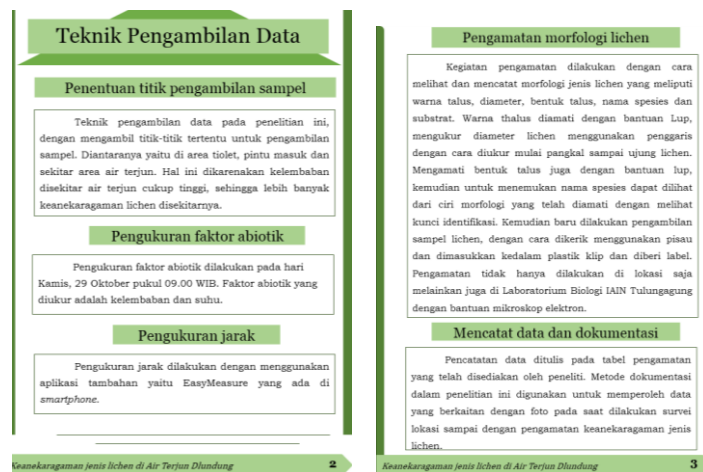 Teknik Pengambilan Data
Penentuan titik pengambilan sampel
Teknik pengambilan data pada penelitian ini,
dengan mengambil titik-titik tertentu untuk pengambilan
sampel. Diantaranya yaitu di area tiolet, pintu masuk dan
sekitar area air terjun. Hal ini dikarenakan kelembaban
disekitar air terjun cukup tinggi, sehingga lebih banyak
keanekaragaman lichen disekitarnya.
Pengukuran faktor abiotik
Pengukuran faktor abiotik dilakukan pada hari
Kamis, 29 Oktober pukul 09.00 WIB. Faktor abiotik yang
diukur adalah kelembaban dan suhu.
Pengukuran jarak
Pengukuran jarak dilakukan dengan menggunakan
aplikasi tambahan yaitu EasyMeasure yang ada di
smartphone.
Keanekaragaman jenis lichen di Air Terjun Dlundung 2
Pengamatan morfologi lichen
Kegiatan pengamatan dilakukan dengan cara
melihat dan mencatat morfologi jenis lichen yang meliputi
warna talus, diameter, bentuk talus, nama spesies dan
substrat. Warna thalus diamati dengan bantuan Lup,
mengukur diameter lichen menggunakan penggaris
dengan cara diukur mulai pangkal sampai ujung lichen.
Mengamati bentuk talus juga dengan bantuan lup,
kemudian untuk menemukan nama spesies dapat dilihat
dari ciri morfologi yang telah diamati dengan melihat
kunci identifikasi. Kemudian baru dilakukan pengambilan
sampel lichen, dengan cara dikerik menggunakan pisau
dan dimasukkan kedalam plastik klip dan diberi label.
Pengamatan tidak hanya dilakukan di lokasi saja
melainkan juga di Laboratorium Biologi IAIN Tulungagung
dengan bantuan mikroskop elektron.
Mencatat data dan dokumentasi
Pencatatan data ditulis pada tabel pengamatan
yang telah disediakan oleh peneliti. Metode dokumentasi
dalam penelitian ini digunakan untuk memperoleh data
yang berkaitan dengan foto pada saat dilakukan survei
lokasi sampai dengan pengamatan keanekaragaman jenis
lichen.
Keanekaragaman jenis lichen di Air Terjun Dlundung 3